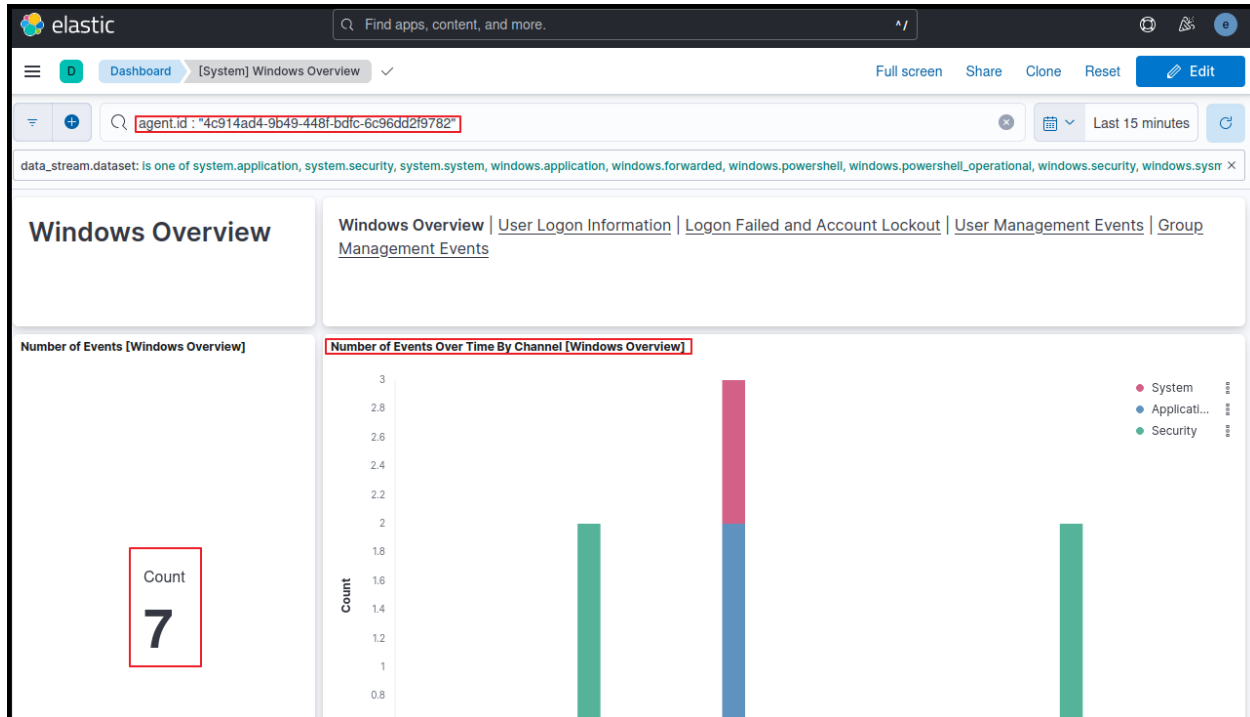 elastic
Find apps, content, and more.
^/
e
D
Dashboard
[System] Windows Overview
Full screen
Share
Clone
Reset
Edit
agent.id : "4c914ad4-9b49-448f-bdfc-6c96dd2f9782"
Last 15 minutes
data_stream.dataset: is one of system.application, system.security, system.system, windows.application, windows.forwarded, windows.powershell, windows.powershell_operational, windows.security, windows.sysm
Windows Overview
Windows Overview | User Logon Information | Logon Failed and Account Lockout | User Management Events | Group
Management Events
Number of Events [Windows Overview]
Count
7
Number of Events Over Time By Channel [Windows Overview]
3
2.8
2.6
2.4
2.2
2
1.8
1.6
1.4
1.2
1
0.8
Count
System
Applicati...
Security